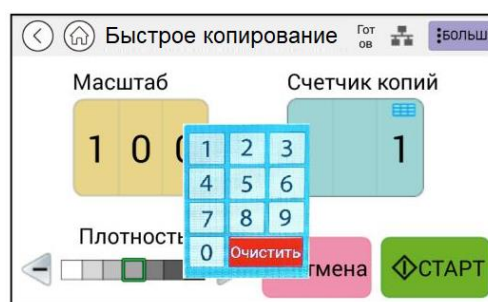 Быстрое копирование
Гот
ов
БОЛЬШ
Масштаб
Счетчик копий
1 0 0
1
1 2 3
4 5 6
7 8 9
0 Очистить
Плотность
тмена
СТАРТ